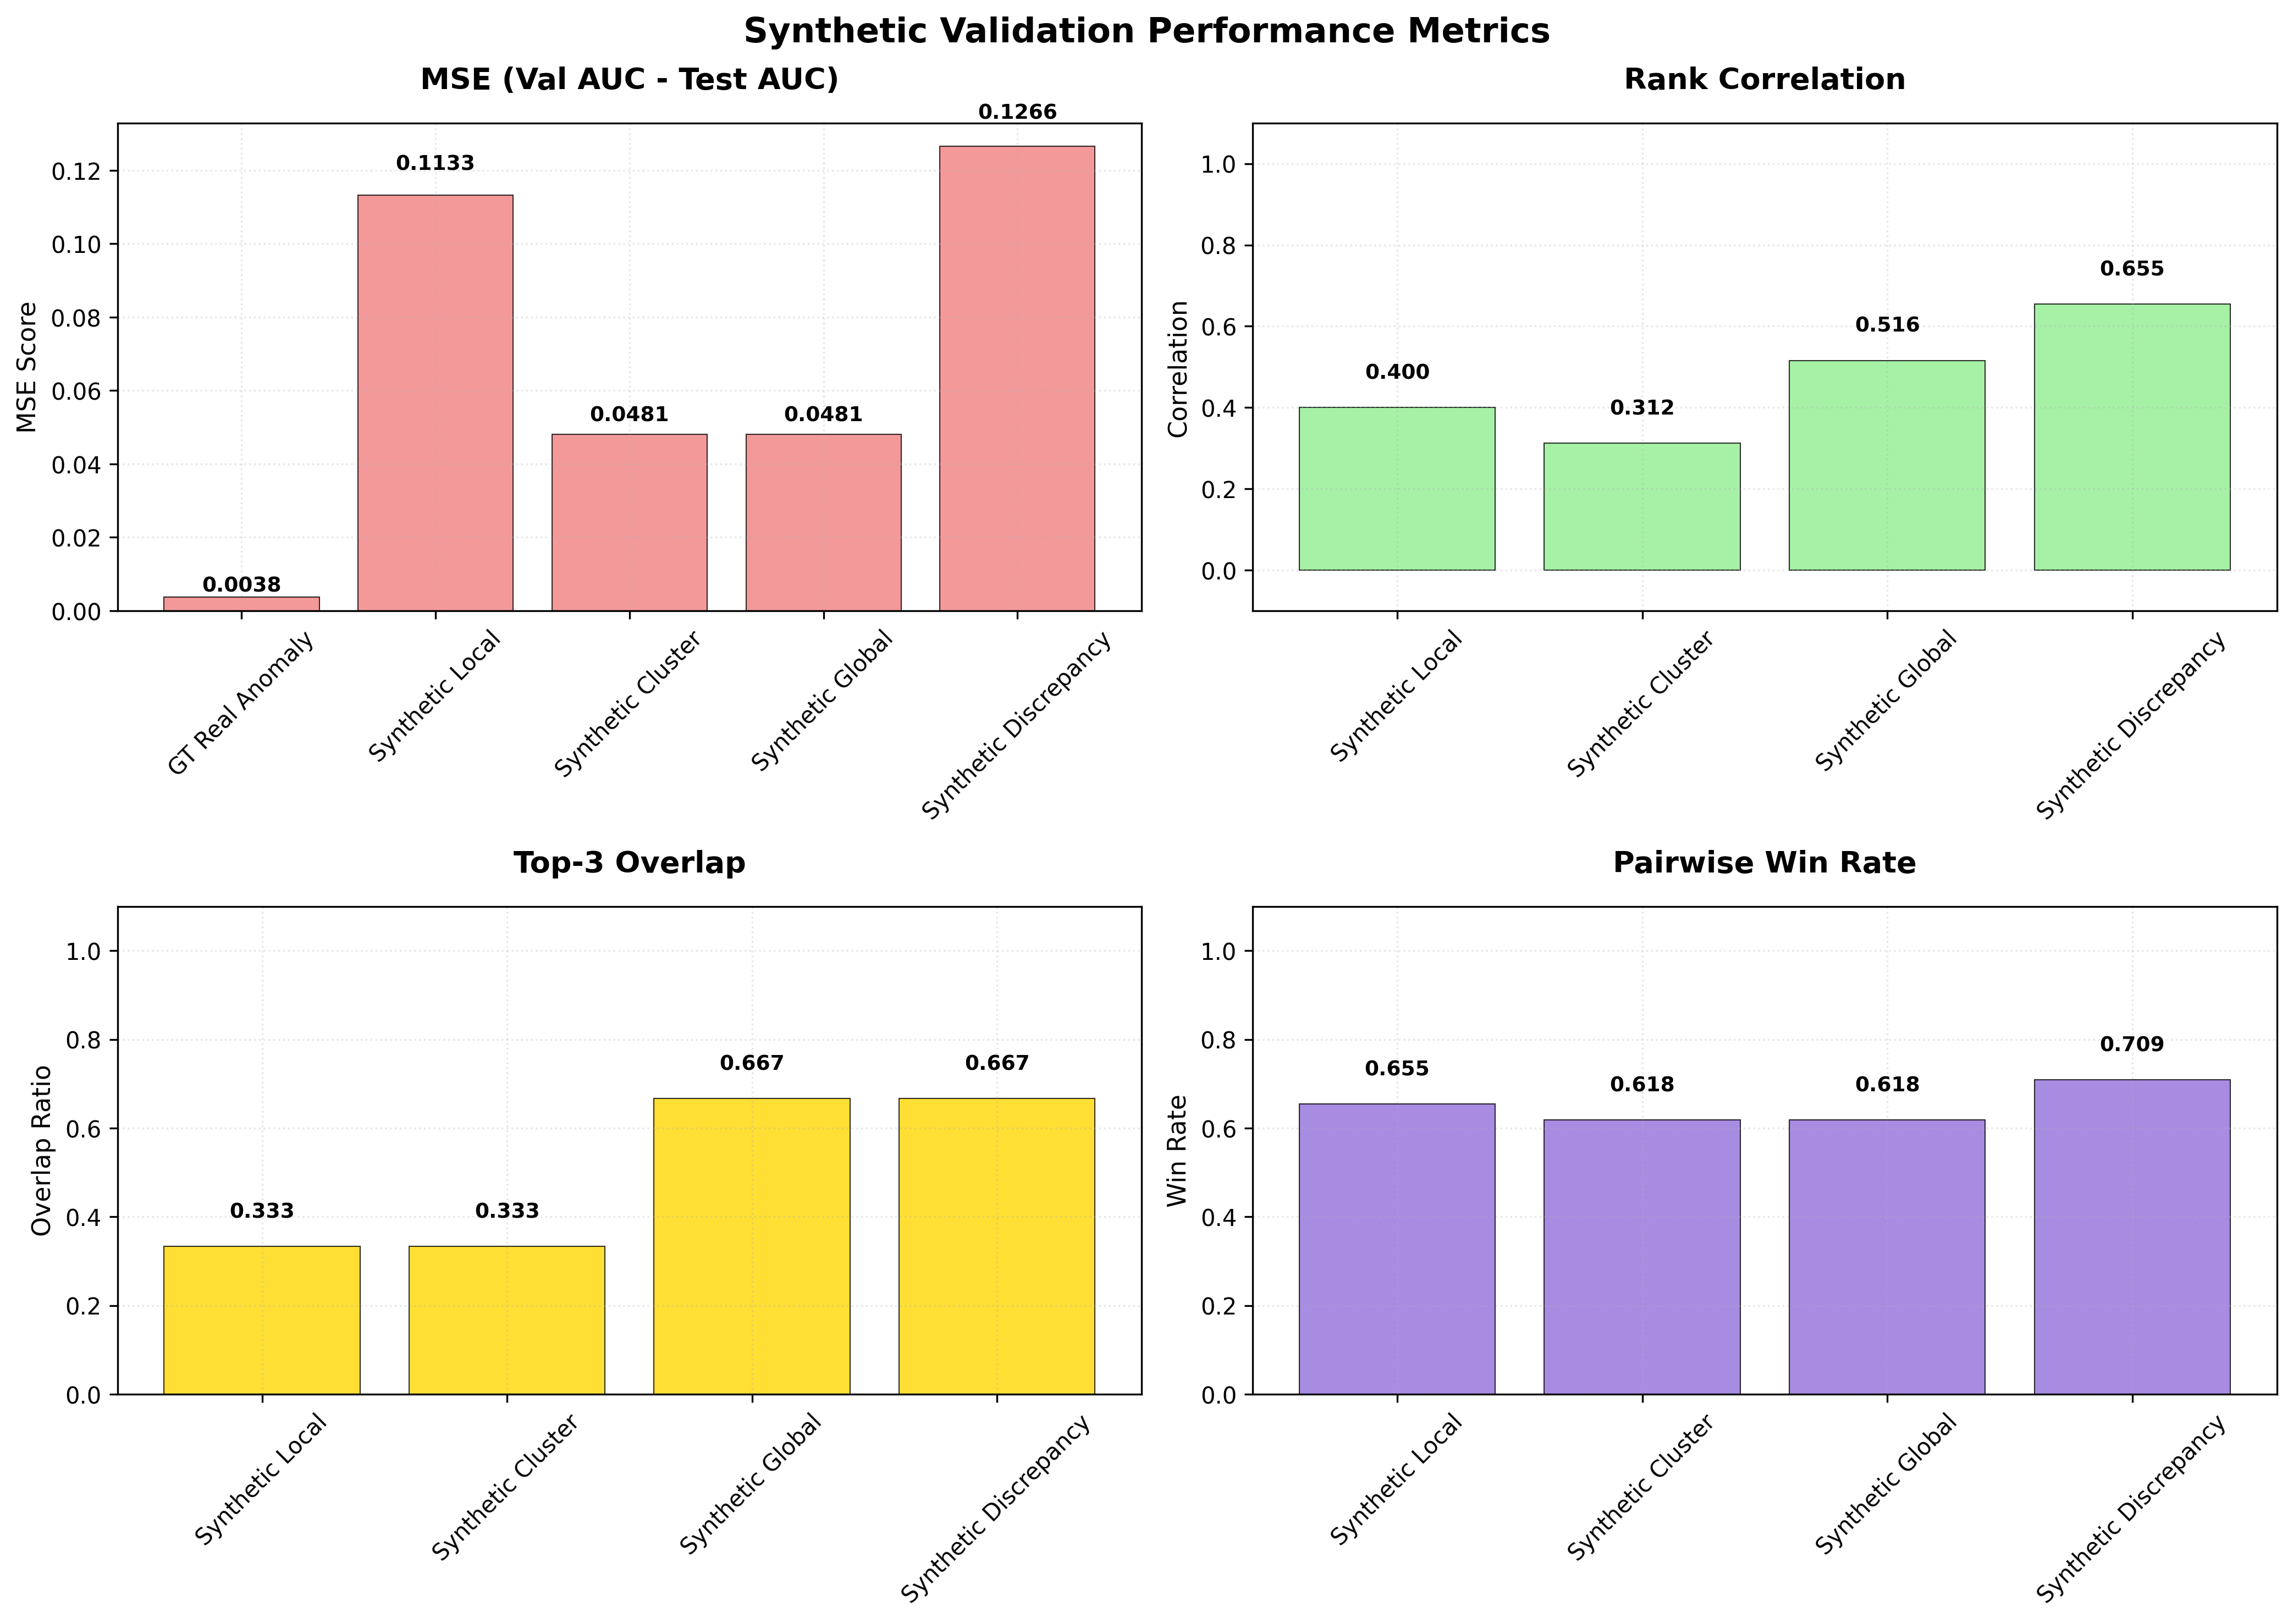 Synthetic Validation Performance Metrics
MSE (Val AUC - Test AUC)
MSE Score
0.12
0.10
0.08
0.06
0.04
0.02
0.00
0.0038
0.1133
0.0481
0.0481
0.1266
GT Real Anomaly
Synthetic Local
Synthetic Cluster
Synthetic Global
Synthetic Discrepancy
Rank Correlation
Correlation
1.0
0.8
0.6
0.4
0.2
0.0
0.400
0.312
0.516
0.655
Synthetic Local
Synthetic Cluster
Synthetic Global
Synthetic Discrepancy
Top-3 Overlap
Overlap Ratio
1.0
0.8
0.6
0.4
0.2
0.0
0.333
0.333
0.667
0.667
Synthetic Local
Synthetic Cluster
Synthetic Global
Synthetic Discrepancy
Pairwise Win Rate
Win Rate
1.0
0.8
0.6
0.4
0.2
0.0
0.655
0.618
0.618
0.709
Synthetic Local
Synthetic Cluster
Synthetic Global
Synthetic Discrepancy